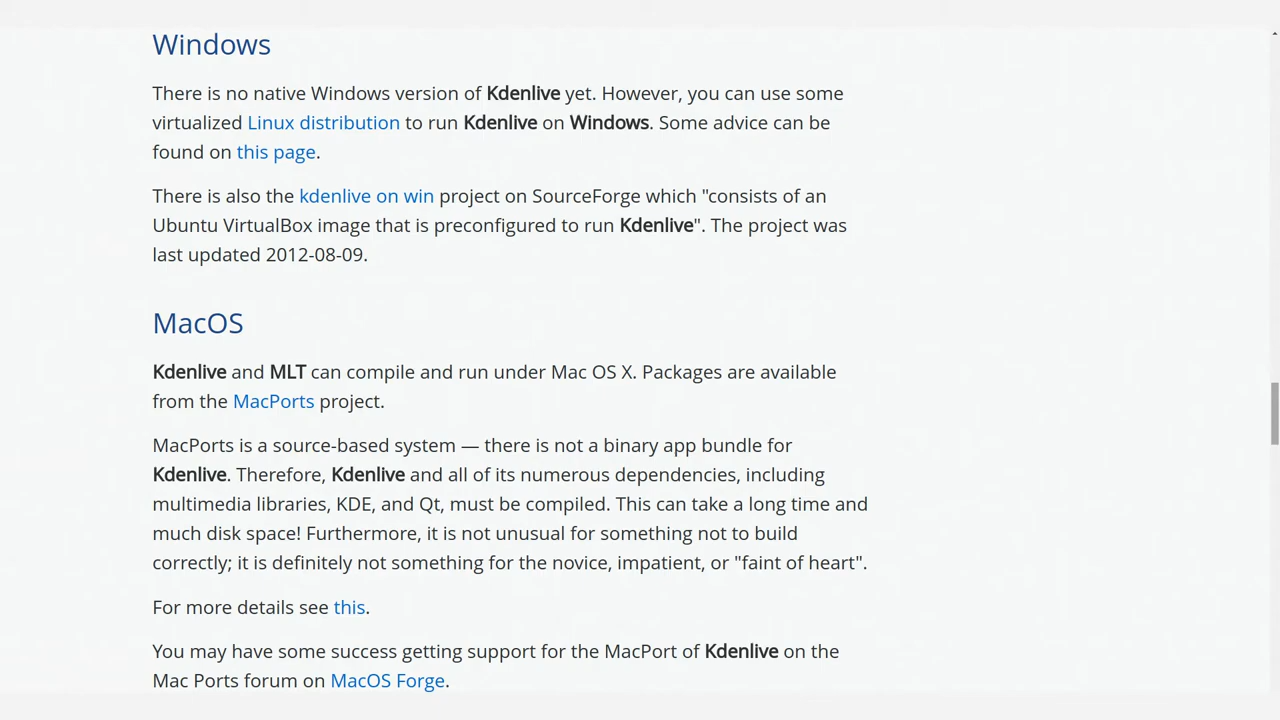 Windows
There is no native Windows version of Kdenlive yet. However, you can use some
virtualized Linux distribution to run Kdenlive on Windows. Some advice can be
found on this page.
There is also the kdenlive on win project on SourceForge which "consists of an
Ubuntu VirtualBox image that is preconfigured to run Kdenlive". The project was
last updated 2012-08-09.
MacOS
Kdenlive and MLT can compile and run under Mac OS X. Packages are available
from the MacPorts project.
MacPorts is a source-based system — there is not a binary app bundle for
Kdenlive. Therefore, Kdenlive and all of its numerous dependencies, including
multimedia libraries, KDE, and Qt, must be compiled. This can take a long time and
much disk space! Furthermore, it is not unusual for something not to build
correctly; it is definitely not something for the novice, impatient, or "faint of heart".
For more details see this.
You may have some success getting support for the MacPort of Kdenlive on the
Mac Ports forum on MacOS Forge.